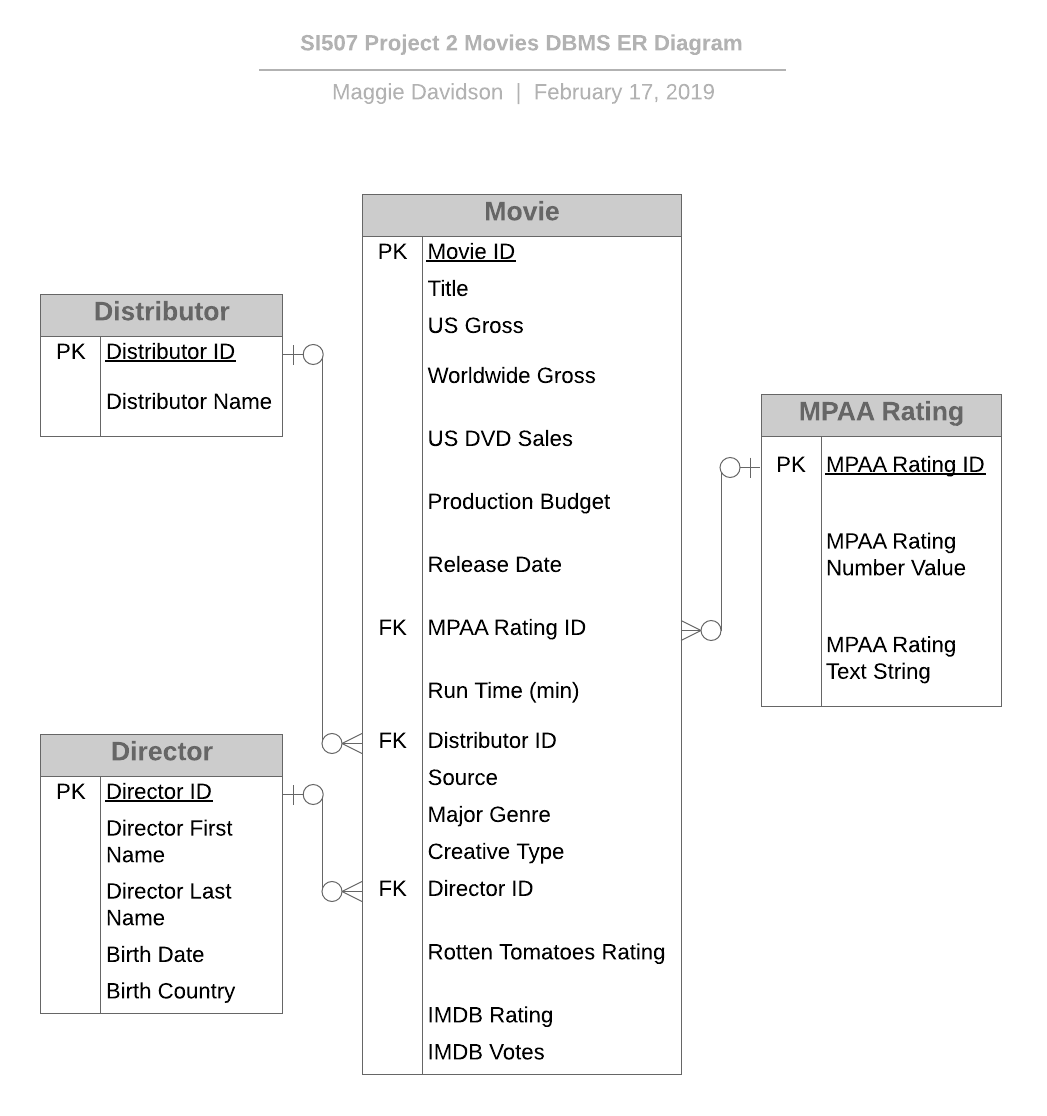 SI507 Project 2 Movies DBMS ER Diagram
Maggie Davidson | February 17, 2019
Distributor
PK Distributor ID
Distributor Name
Director
PK Director ID
Director First
Name
Director Last
Name
Birth Date
Birth Country
Movie
PK Movie ID
Title
US Gross
Worldwide Gross
US DVD Sales
Production Budget
Release Date
FK MPAA Rating ID
Run Time (min)
FK Distributor ID
Source
Major Genre
Creative Type
FK Director ID
Rotten Tomatoes Rating
IMDB Rating
IMDB Votes
MPAA Rating
PK MPAA Rating ID
MPAA Rating
Number Value
MPAA Rating
Text String